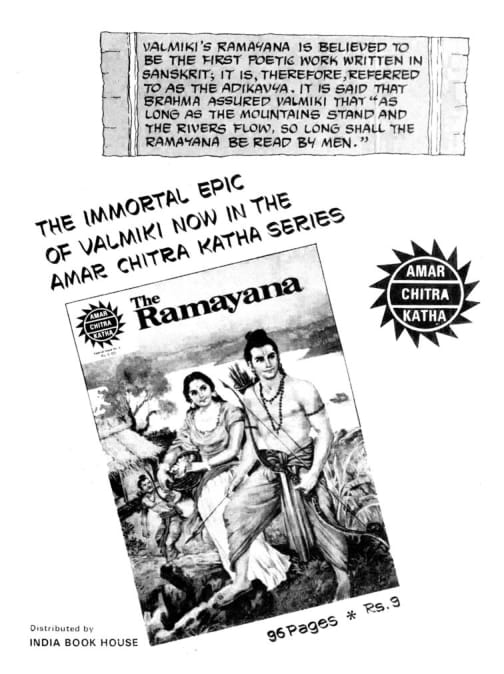 VALMIKI'S RAMAYANA IS BELIEVED TO
BE THE FIRST POETIC WORK WRITTEN IN
SANSKRIT; IT IS, THEREFORE, REFERRED
TO AS THE ADIKAVYA. IT IS SAID THAT
BRAHMA ASSURED VALMIKI THAT "AS
LONG AS THE MOUNTAINS STAND AND
THE RIVERS FLOW, SO LONG SHALL THE
RAMAYANA BE READ BY MEN."
THE IMMORTAL EPIC
OF VALMIKI NOW IN THE
AMAR CHITRA KATHA SERIES
AMAR
CHITRA
KATHA
The
Ramayana
AMAR
CHITRA
KATHA
96 Pages * Rs. 9
Distributed by
INDIA BOOK HOUSE